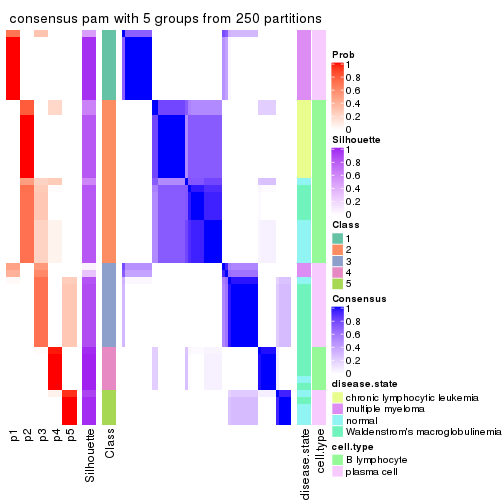 consensus pam with 5 groups from 250 partitions
Prob
1
0.8
0.6
0.4
0.2
0
Silhouette
1
0.8
0.6
0.4
0.2
0
Class
1
2
3
4
5
Consensus
1
0.8
0.6
0.4
0.2
0
disease.state
chronic lymphocytic leukemia
multiple myeloma
normal
Waldenstrom's macroglobulinemia
cell.type
B lymphocyte
plasma cell
p1
p2
p3
p4
p5
Silhouette
Class
disease.state
cell.type